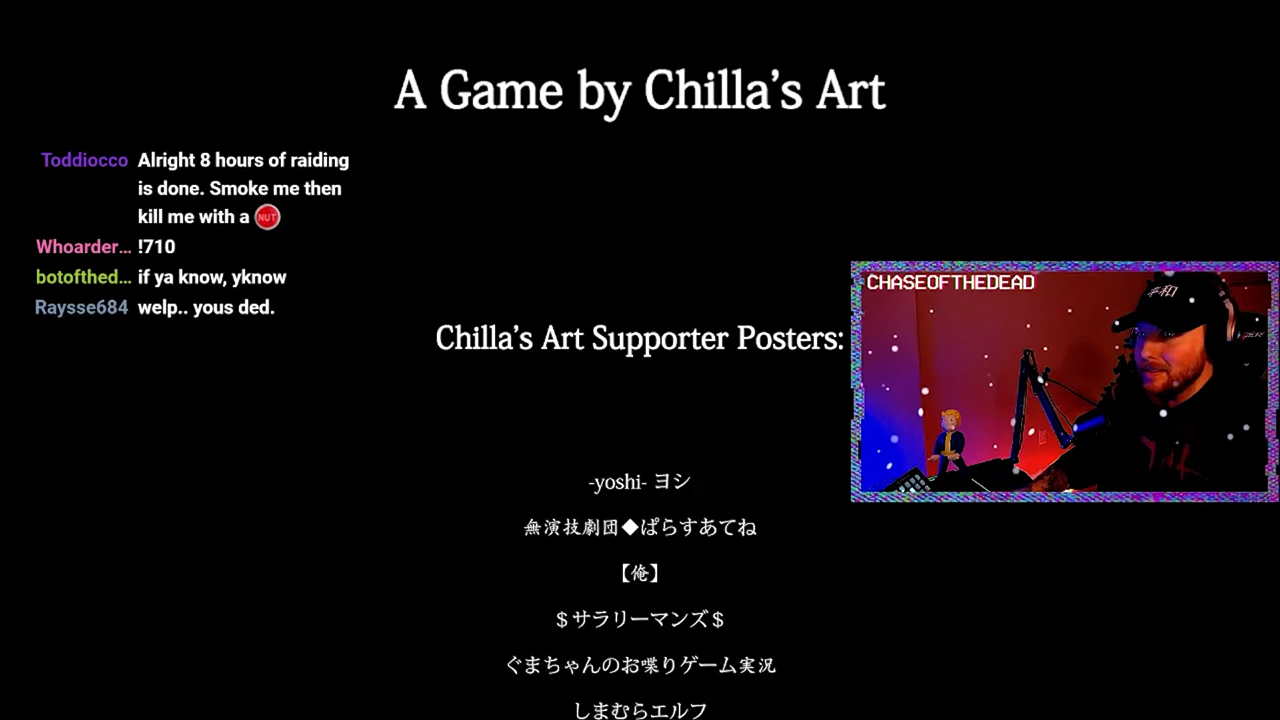 A Game by Chilla's Art
Toddiocco Alright 8 hours of raiding
is done. Smoke me then
kill me with a NUT
Whoarder… !710
botofthed… if ya know, yknow
Raysse684 welp.. yous ded.
CHASEOFTHEDEAD
Chilla's Art Supporter Posters:
-yoshi- ヨシ
無演技劇団◆ぱらすあてね
【俺】
$サラリーマンズ$
ぐまちゃんのお喋りゲーム実況
しまむらエルフ